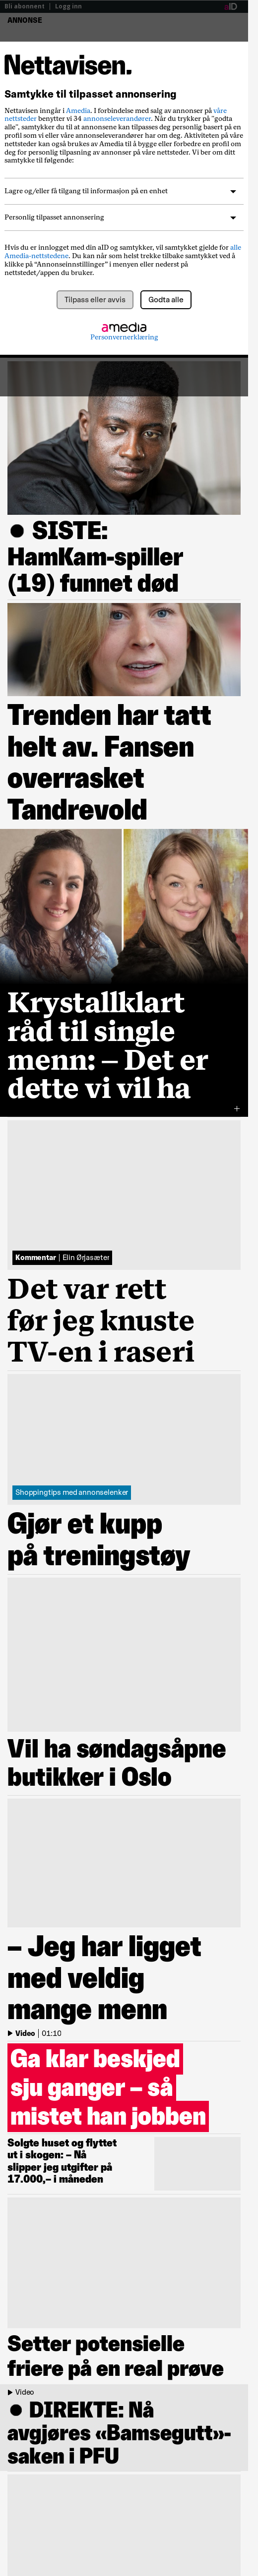 Bli abonnent | Logg inn
aID
ANNONSE
Nettavisen.
Samtykke til tilpasset annonsering
Nettavisen inngår i Amedia. I forbindelse med salg av annonser på våre
nettsteder benytter vi 34 annonseleverandører. Når du trykker på "godta
alle", samtykker du til at annonsene kan tilpasses deg personlig basert på en
profil som vi eller våre annonseleverandører har om deg. Aktiviteten på våre
nettsteder kan også brukes av Amedia til å bygge eller forbedre en profil om
deg for personlig tilpasning av annonser på våre nettsteder. Vi ber om ditt
samtykke til følgende:
Lagre og/eller få tilgang til informasjon på en enhet
Personlig tilpasset annonsering
Hvis du er innlogget med din aID og samtykker, vil samtykket gjelde for alle
Amedia-nettstedene. Du kan når som helst trekke tilbake samtykket ved å
klikke på “Annonseinnstillinger” i menyen eller nederst på
nettstedet/appen du bruker.
Tilpass eller avvis
Godta alle
amedia
Personvernerklæring
● SISTE:
HamKam-spiller
(19) funnet død
Trenden har tatt
helt av. Fansen
overrasket
Tandrevold
Krystallklart
råd til single
menn: – Det er
dette vi vil ha
+
Kommentar | Elin Ørjasæter
Det var rett
før jeg knuste
TV-en i raseri
Shoppingtips med annonselenker
Gjør et kupp
på treningstøy
Vil ha søndagsåpne
butikker i Oslo
– Jeg har ligget
med veldig
mange menn
Video | 01:10
Ga klar beskjed
sju ganger – så
mistet han jobben
Solgte huset og flyttet
ut i skogen: – Nå
slipper jeg utgifter på
17.000,– i måneden
Setter potensielle
friere på en real prøve
Video
● DIREKTE: Nå
avgjøres «Bamsegutt»-
saken i PFU